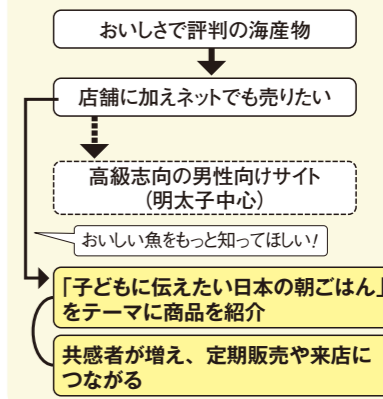 おいしさで評判の海産物
店舗に加えネットでも売りたい
高級志向の男性向けサイト
(明太子中心)
おいしい魚をもっと知ってほしい!
「子どもに伝えたい日本の朝ごはん」
をテーマに商品を紹介
共感者が増え、定期販売や来店に
つながる